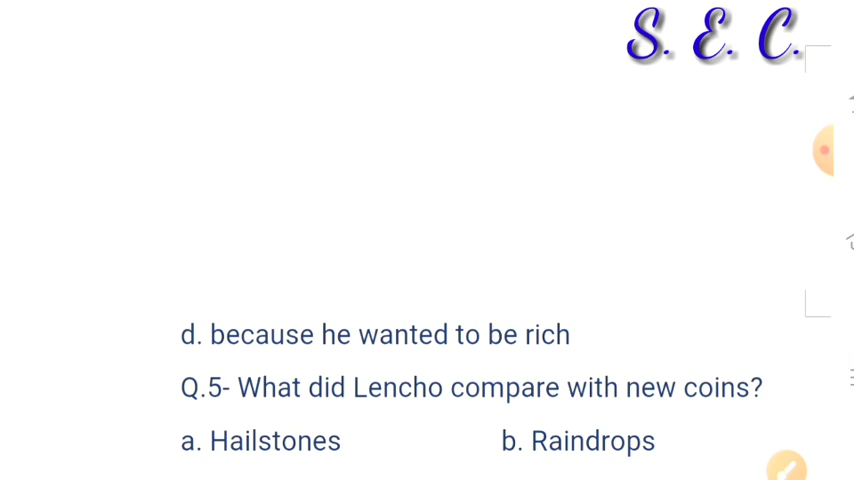 S. E. C.
d. because he wanted to be rich
Q.5- What did Lencho compare with new coins?
a. Hailstones b. Raindrops